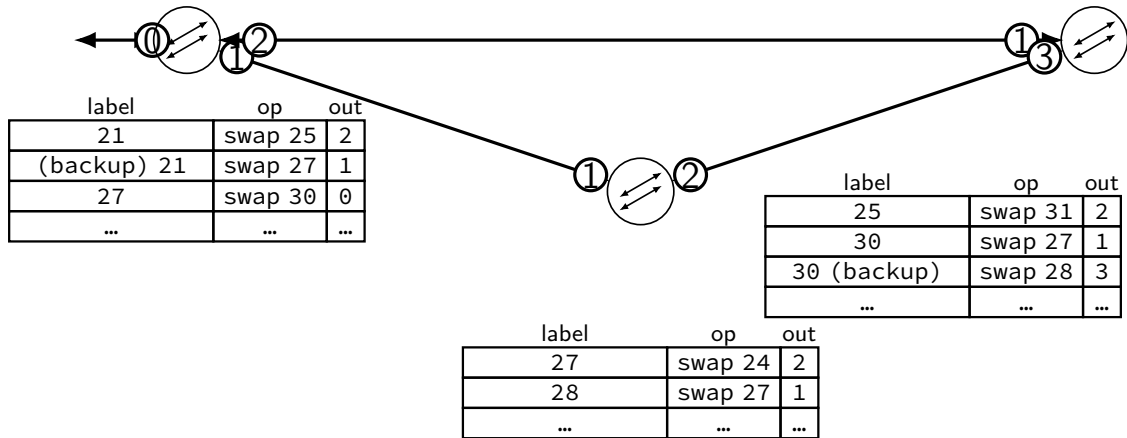 0 1 2 1 3
label op out
21 swap 25 2
(backup) 21 swap 27 1
27 swap 30 0
… … …
1 2
label op out
25 swap 31 2
30 swap 27 1
30 (backup) swap 28 3
… … …
label op out
27 swap 24 2
28 swap 27 1
… … …